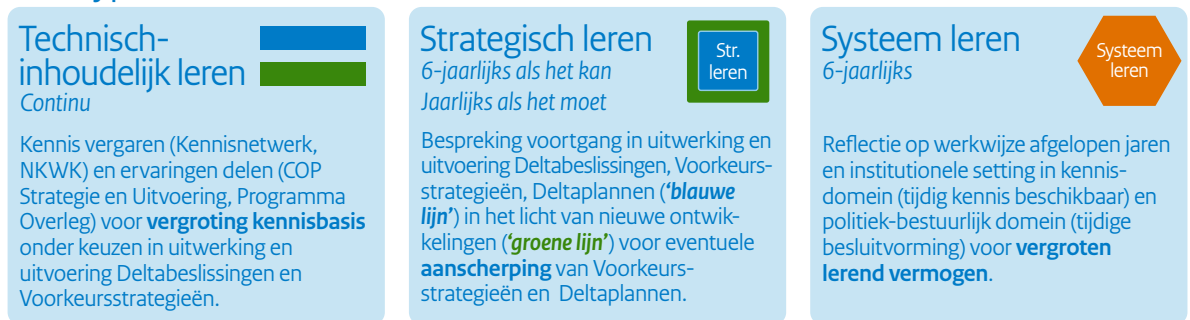 Technisch-
inhoudelijk leren
Continu
Kennis vergaren (Kennisnetwerk,
NKWK) en ervaringen delen (COP
Strategie en Uitvoering, Programma
Overleg) voor vergroting kennisbasis
onder keuzen in uitwerking en
uitvoering Deltabeslissingen en
Voorkeursstrategieën.
Strategisch leren
6-jaarlijks als het kan
Jaarlijks als het moet
Str.
leren
Bespreking voortgang in uitwerking en
uitvoering Deltabeslissingen, Voorkeurs-
strategieën, Deltaplannen (‘blauwe
lijn’) in het licht van nieuwe ontwik-
kelingen (‘groene lijn’) voor eventuele
aanscherping van Voorkeurs-
strategieën en Deltaplannen.
Systeem leren
6-jaarlijks
Systeem
leren
Reflectie op werkwijze afgelopen jaren
en institutionele setting in kennis-
domein (tijdig kennis beschikbaar) en
politiek-bestuurlijk domein (tijdige
besluitvorming) voor vergroten
lerend vermogen.